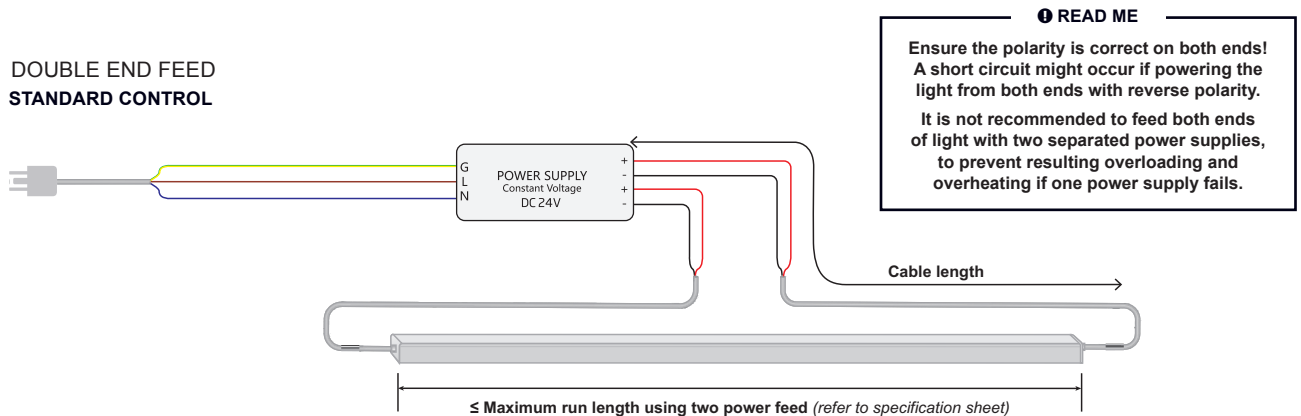 READ ME
Ensure the polarity is correct on both ends!
A short circuit might occur if powering the
light from both ends with reverse polarity.
It is not recommended to feed both ends
of light with two separated power supplies,
to prevent resulting overloading and
overheating if one power supply fails.
DOUBLE END FEED
STANDARD CONTROL
G
L
N
POWER SUPPLY
Constant Voltage
DC 24V
+
-
+
-
Cable length
≤ Maximum run length using two power feed (refer to specification sheet)